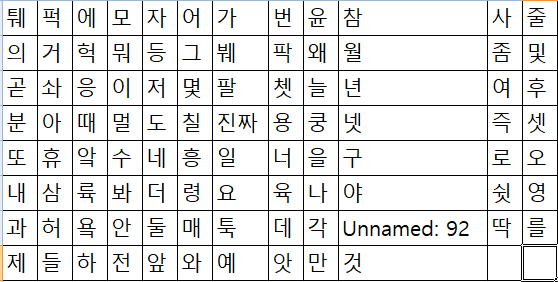 퉤 퍽 에 모 자 어 가 번 윤 참 사 줄
의 거 헉 뭐 등 그 붸 팍 왜 월 좀 및
곧 솨 응 이 저 몇 팔 쳇 늘 년 여 후
분 아 때 멀 도 칠 진짜 용 쿵 넷 즉 셋
또 휴 앜 수 네 흥 일 너 을 구 로 오
내 삼 륙 봐 더 령 요 육 나 야 쉿 영
과 허 욬 안 둘 매 툭 데 각 Unnamed: 92 딱 를
제 들 하 전 앞 와 예 앗 만 것